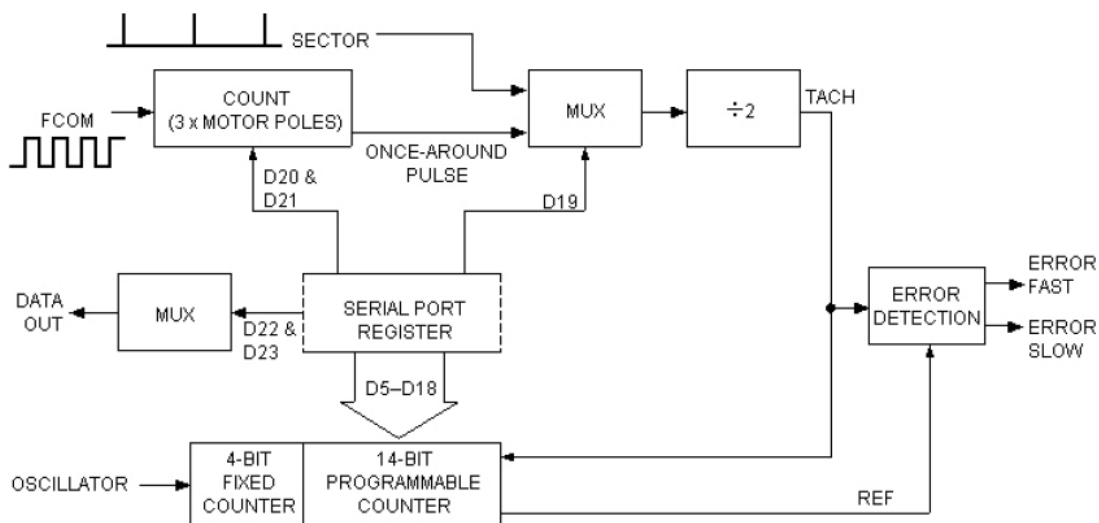 SECTOR
COUNT
(3 x MOTOR POLES)
FCOM
MUX
÷2
TACH
ONCE-AROUND
PULSE
D20 &
D21
D19
DATA
OUT
MUX
D22 &
D23
SERIAL PORT
REGISTER
ERROR
DETECTION
ERROR
FAST
ERROR
SLOW
D5–D18
OSCILLATOR
4-BIT
FIXED
COUNTER
14-BIT
PROGRAMMABLE
COUNTER
REF